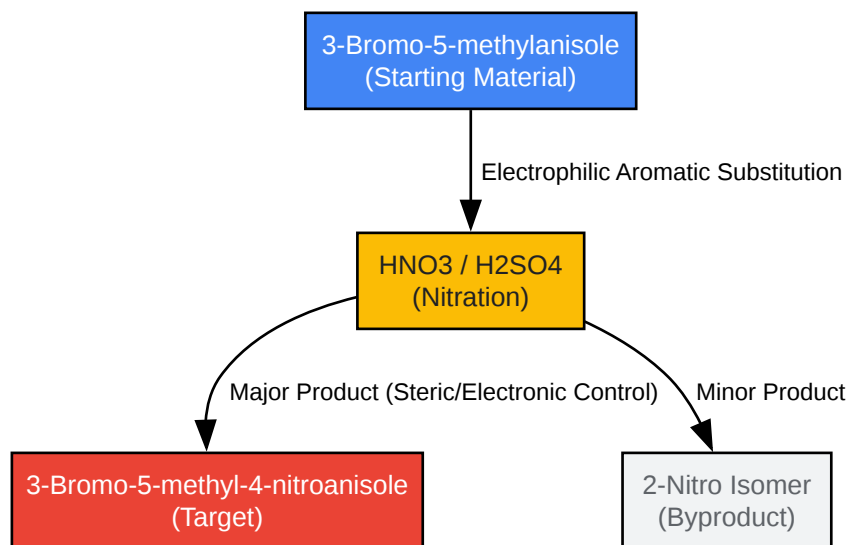 3-Bromo-5-methylanisole
(Starting Material)
Electrophilic Aromatic Substitution
HNO3 / H2SO4
(Nitration)
Major Product (Steric/Electronic Control)
Minor Product
3-Bromo-5-methyl-4-nitroanisole
(Target)
2-Nitro Isomer
(Byproduct)